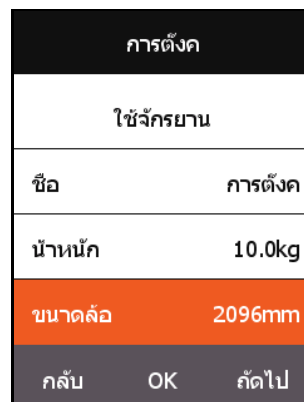 การตั้งค
ใช้จักรยาน
ชื่อ การตั้งค
น้ำหนัก 10.0kg
ขนาดล้อ 2096mm
กลับ OK ถัดไป